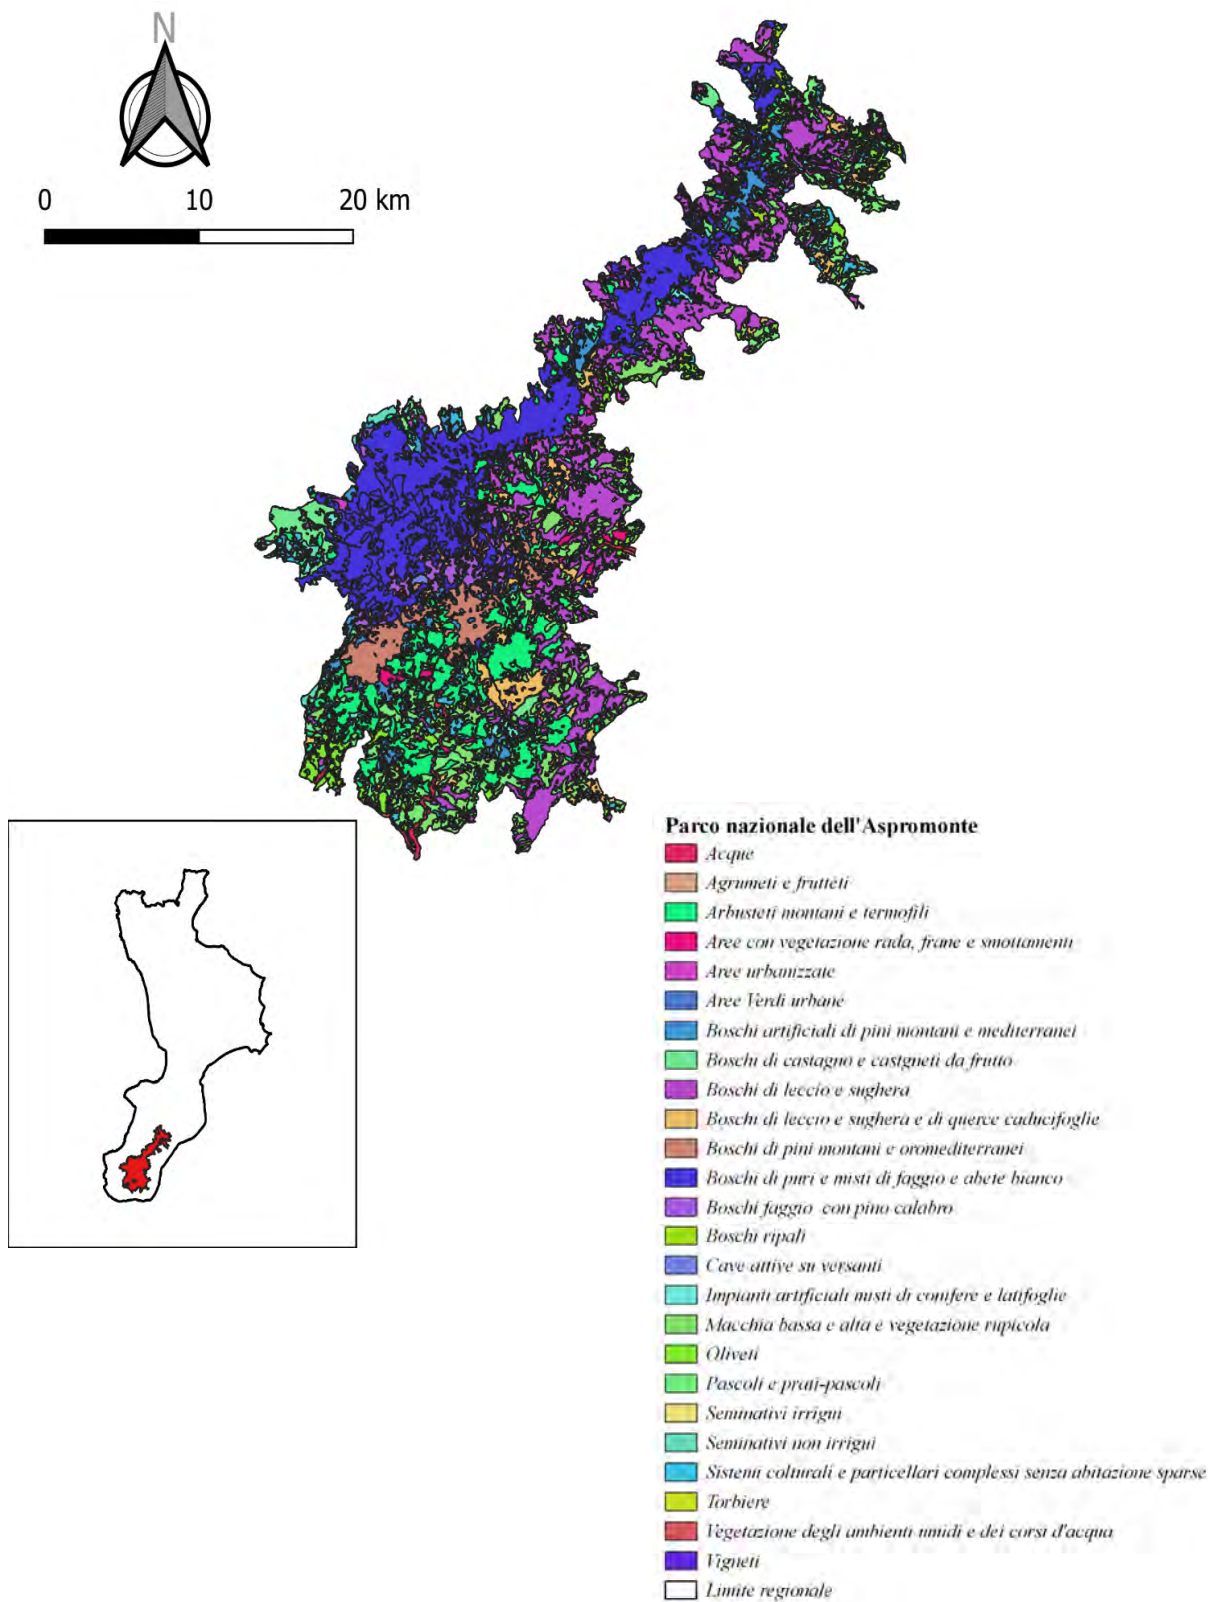 N
0 10 20 km
Parco nazionale dell'Aspromonte
Acque
Agrumeti e frutteti
Arbusteti montani e termofili
Aree con vegetazione rada, frane e smottamenti
Aree urbanizzate
Aree Verdi urbane
Boschi artificiali di pini montani e mediterranei
Boschi di castagno e castgneti da frutto
Boschi di leccio e sughera
Boschi di leccio e sughera e di querce caducifoglie
Boschi di pini montani e oromediterranei
Boschi di puri e misti di faggio e abete bianco
Boschi faggio con pino calabro
Boschi ripali
Cave attive su versanti
Impianti artificiali misti di conifere e latifoglie
Macchia bassa e alta e vegetazione rupicola
Oliveti
Pascoli e prati-pascoli
Seminativi irrigui
Seminativi non irrigui
Sistemi colturali e particellari complessi senza abitazione sparse
Torbiere
Vegetazione degli ambienti umidi e dei corsi d'acqua
Vigneti
Limite regionale